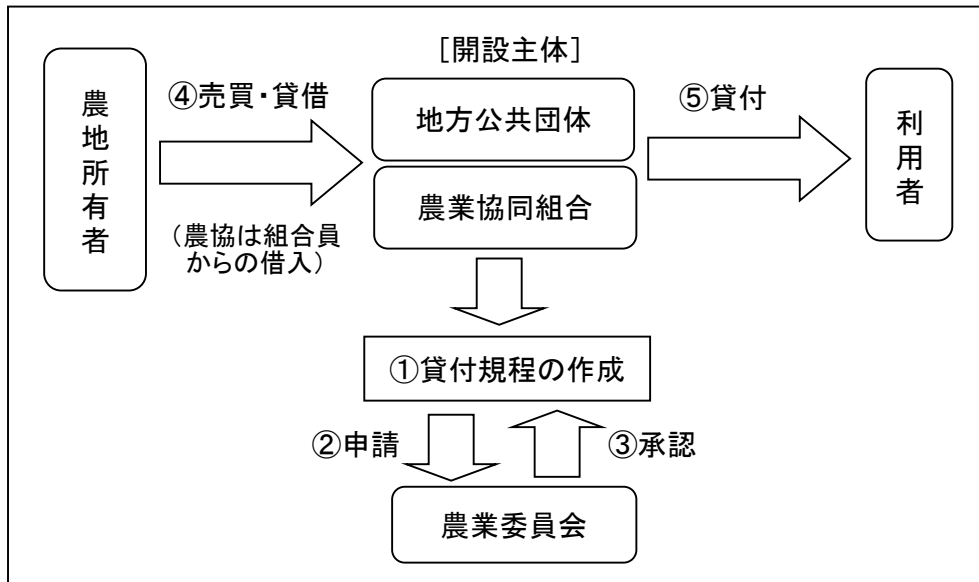 [開設主体]
農地所有者
④売買・貸借
（農協は組合員
からの借入）
地方公共団体
農業協同組合
⑤貸付
利用者
①貸付規程の作成
②申請
③承認
農業委員会